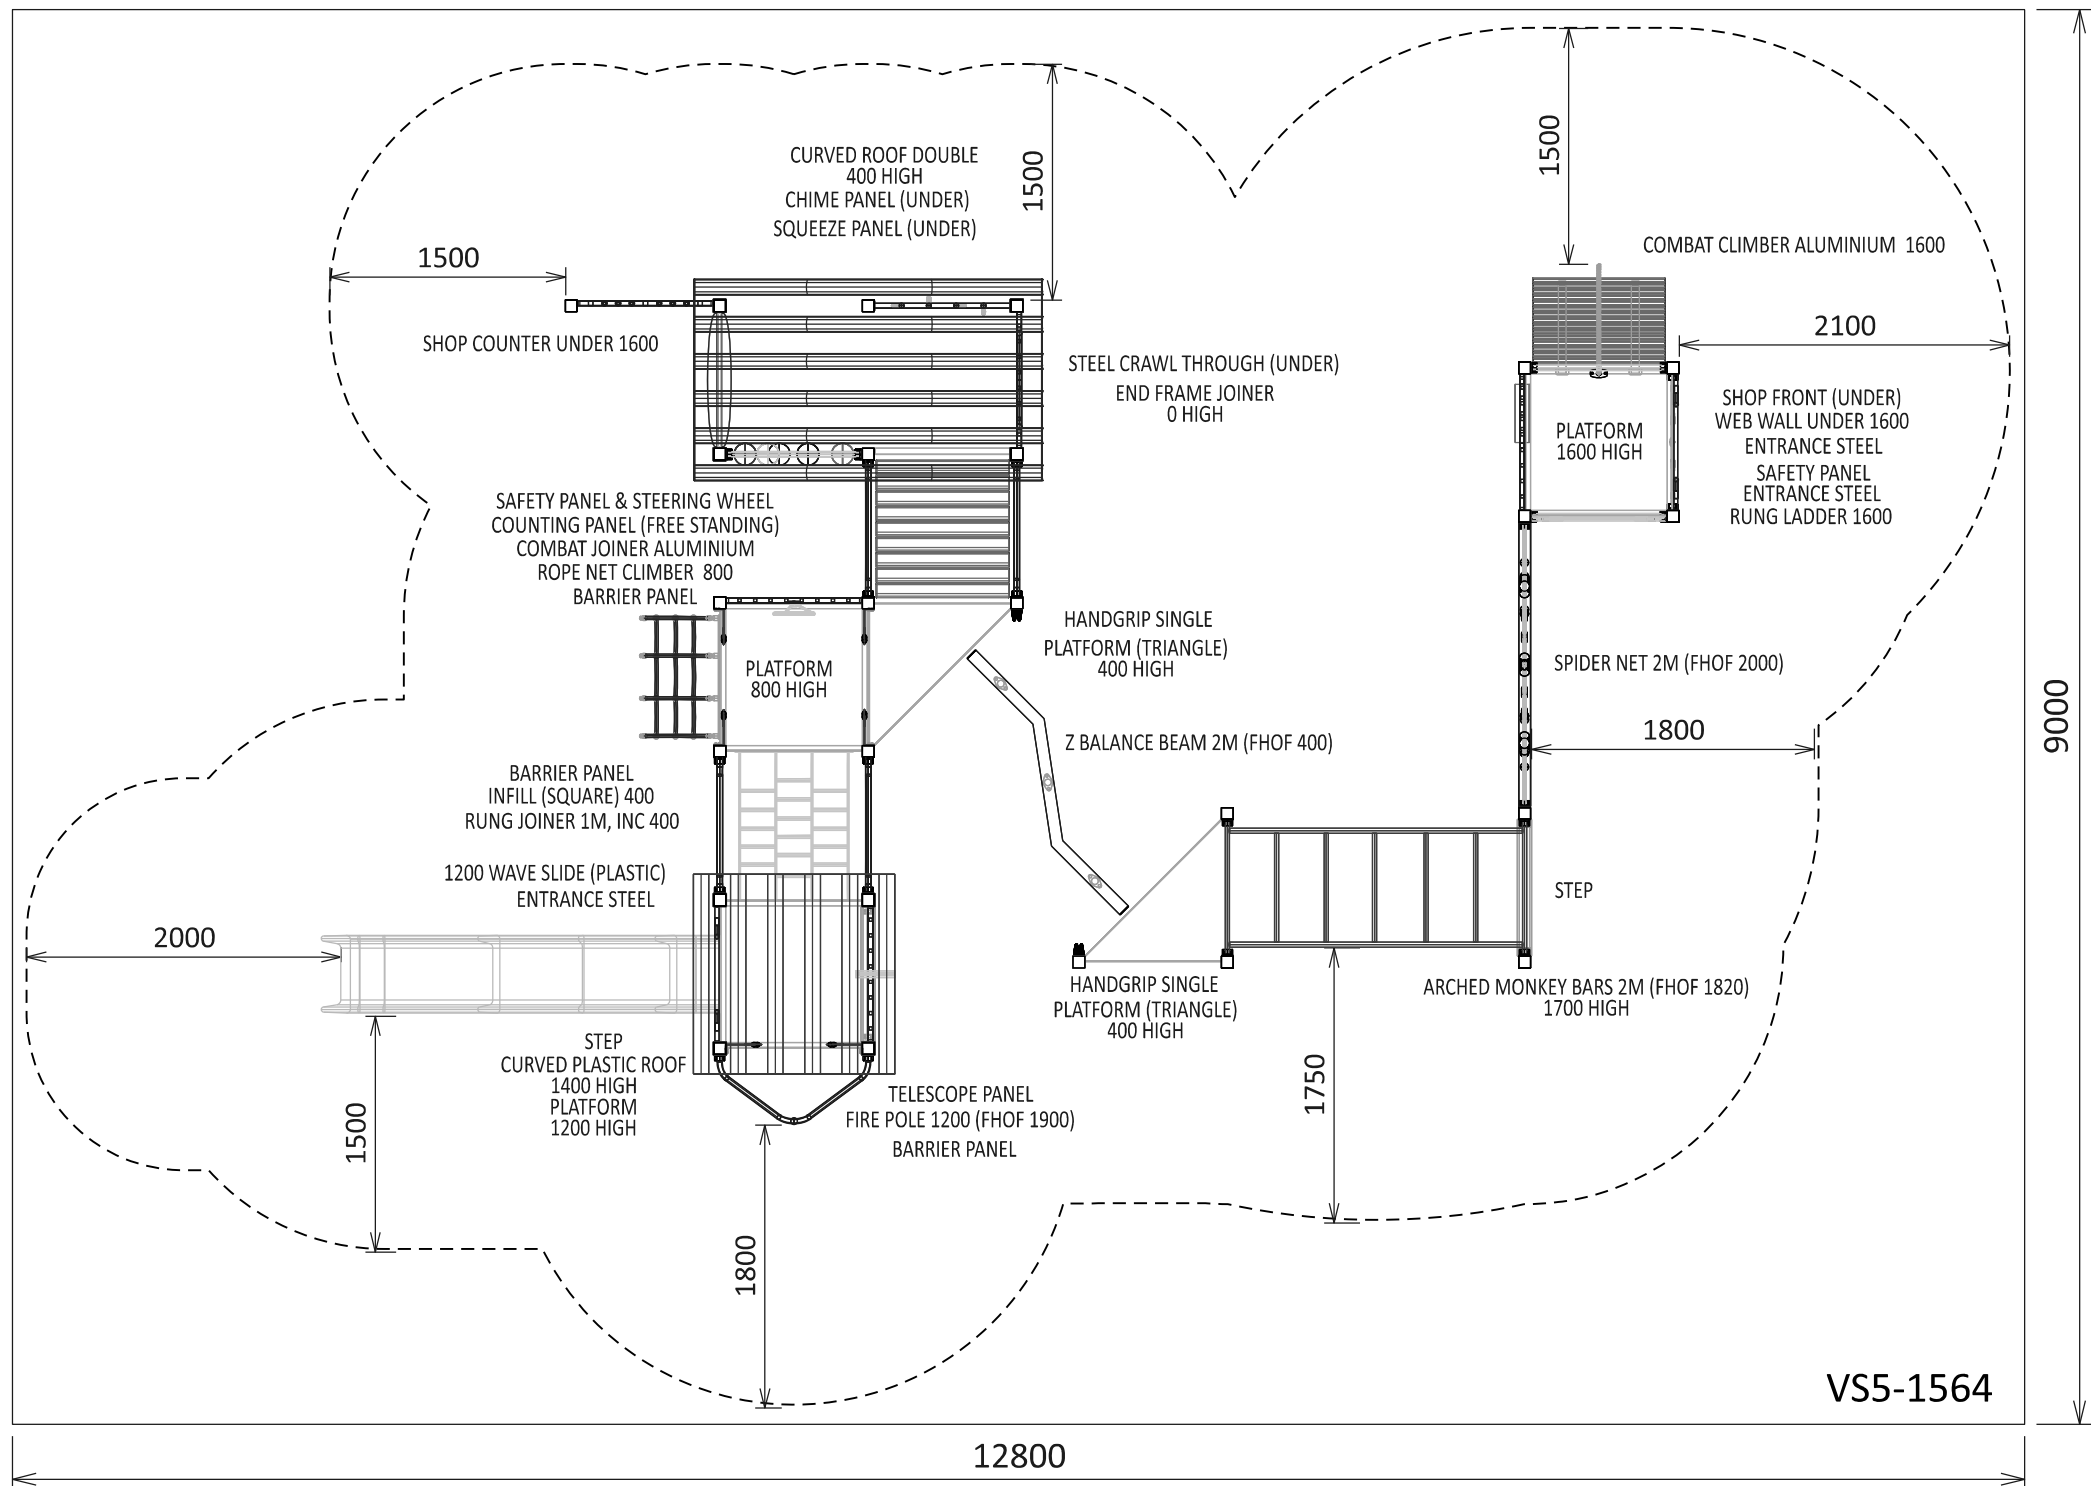 1500
1500
CURVED ROOF DOUBLE
400 HIGH
CHIME PANEL (UNDER)
SQUEEZE PANEL (UNDER)
COMBAT CLIMBER ALUMINIUM 1600
1500
2100
SHOP COUNTER UNDER 1600
STEEL CRAWL THROUGH (UNDER)
END FRAME JOINER
0 HIGH
SHOP FRONT (UNDER)
WEB WALL UNDER 1600
ENTRANCE STEEL
SAFETY PANEL
ENTRANCE STEEL
RUNG LADDER 1600
PLATFORM
1600 HIGH
SAFETY PANEL & STEERING WHEEL
COUNTING PANEL (FREE STANDING)
COMBAT JOINER ALUMINIUM
ROPE NET CLIMBER 800
BARRIER PANEL
HANDGRIP SINGLE
PLATFORM (TRIANGLE)
400 HIGH
PLATFORM
800 HIGH
SPIDER NET 2M (FHOF 2000)
9000
1800
Z BALANCE BEAM 2M (FHOF 400)
BARRIER PANEL
INFILL (SQUARE) 400
RUNG JOINER 1M, INC 400
1200 WAVE SLIDE (PLASTIC)
ENTRANCE STEEL
STEP
2000
HANDGRIP SINGLE
PLATFORM (TRIANGLE)
400 HIGH
ARCHED MONKEY BARS 2M (FHOF 1820)
1700 HIGH
STEP
CURVED PLASTIC ROOF
1400 HIGH
PLATFORM
1200 HIGH
TELESCOPE PANEL
FIRE POLE 1200 (FHOF 1900)
BARRIER PANEL
1500
1750
1800
VS5-1564
12800